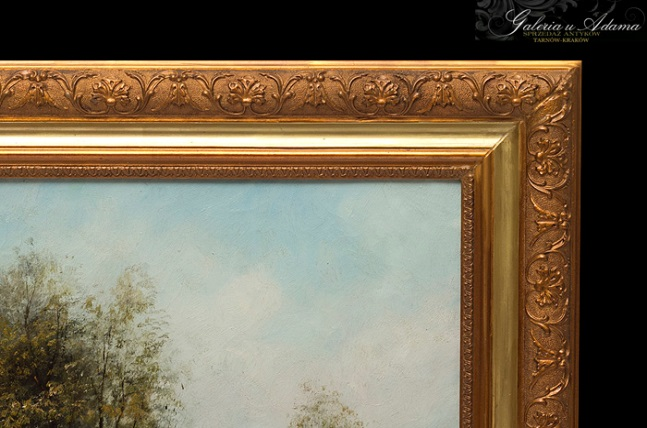 Galeria u Adama
SPRZEDAŻ ANTYKÓW
TARNÓW-KRAKÓW